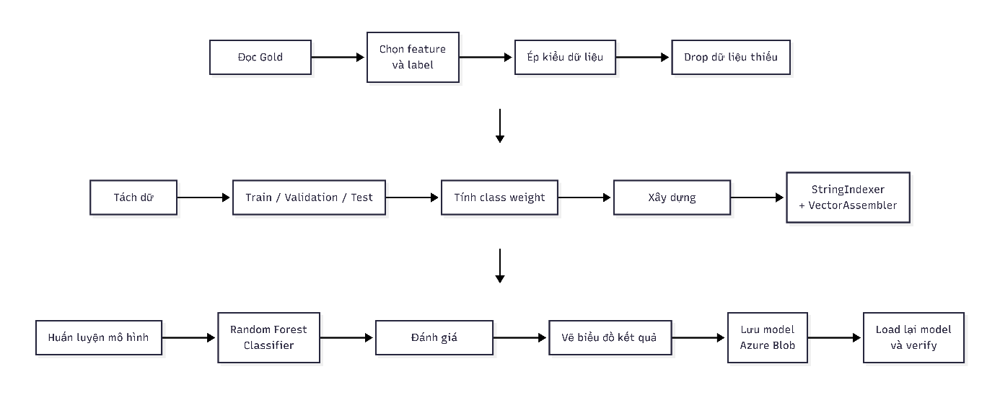 Đọc Gold
Chọn feature
và label
Ép kiểu dữ liệu
Drop dữ liệu thiếu
Tách dữ
Train / Validation / Test
Tính class weight
Xây dựng
StringIndexer
+ VectorAssembler
Huấn luyện mô hình
Random Forest
Classifier
Đánh giá
Vẽ biểu đồ kết quả
Lưu model
Azure Blob
Load lại model
và verify